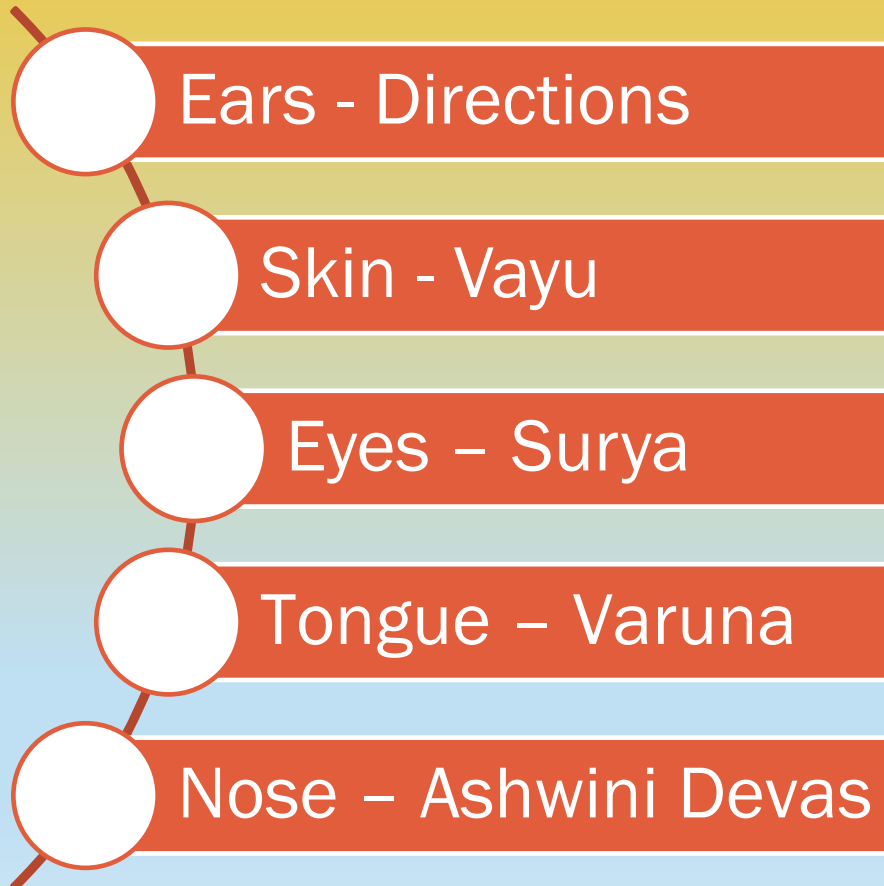 Ears - Directions
Skin - Vayu
Eyes – Surya
Tongue – Varuna
Nose – Ashwini Devas